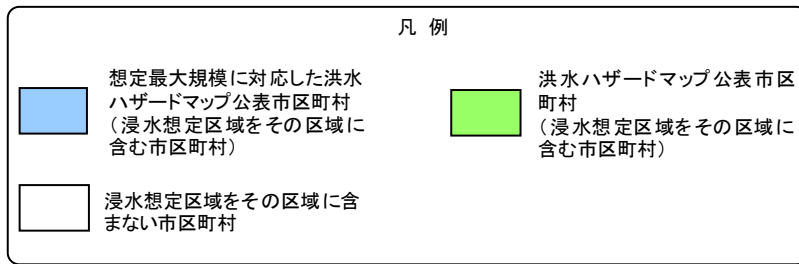 凡 例
想定最大規模に対応した洪水
ハザードマップ公表市区町村
(浸水想定区域をその区域に
含む市区町村)
洪水ハザードマップ公表市区
町村
(浸水想定区域をその区域に
含む市区町村)
浸水想定区域をその区域に含
まない市区町村